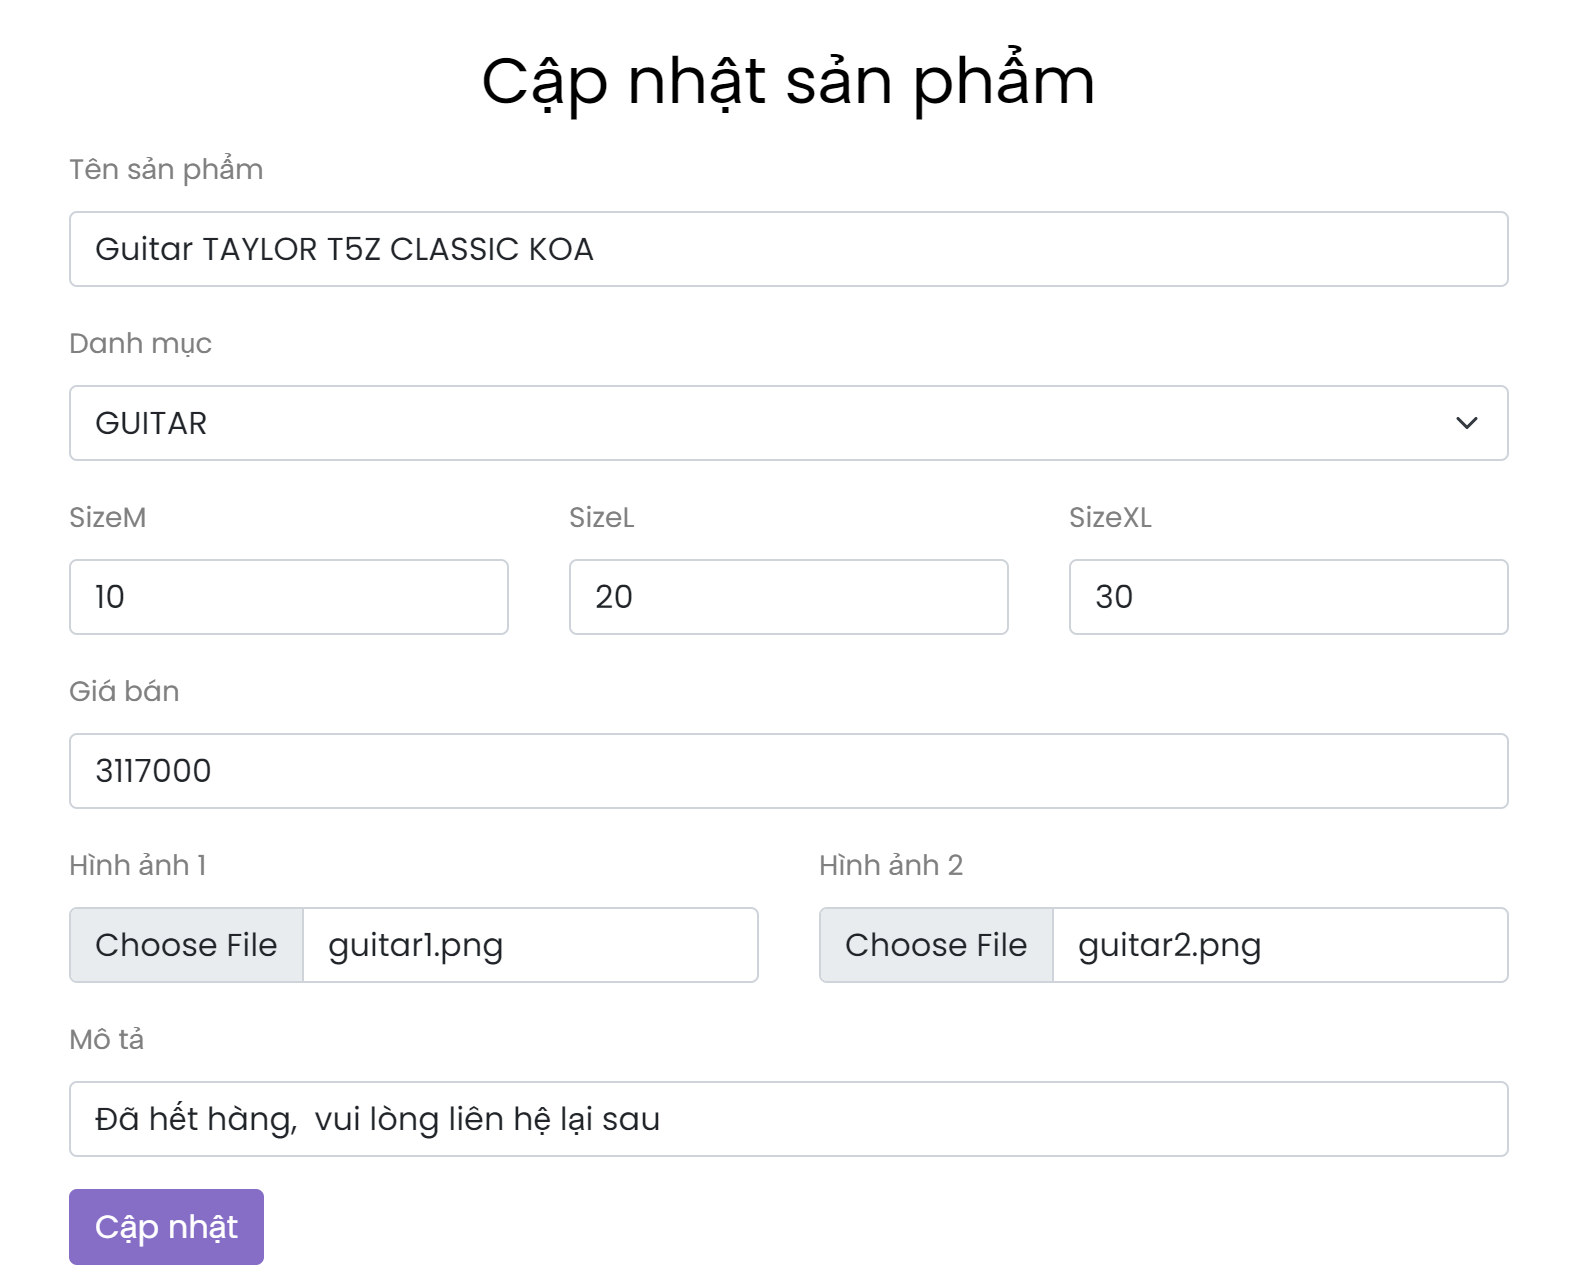 Cập nhật sản phẩm
Tên sản phẩm
Guitar TAYLOR T5Z CLASSIC KOA
Danh mục
GUITAR
SizeM SizeL SizeXL
10 20 30
Giá bán
3117000
Hình ảnh 1 Hình ảnh 2
Choose File guitar1.png Choose File guitar2.png
Mô tả
Đã hết hàng,  vui lòng liên hệ lại sau
Cập nhật